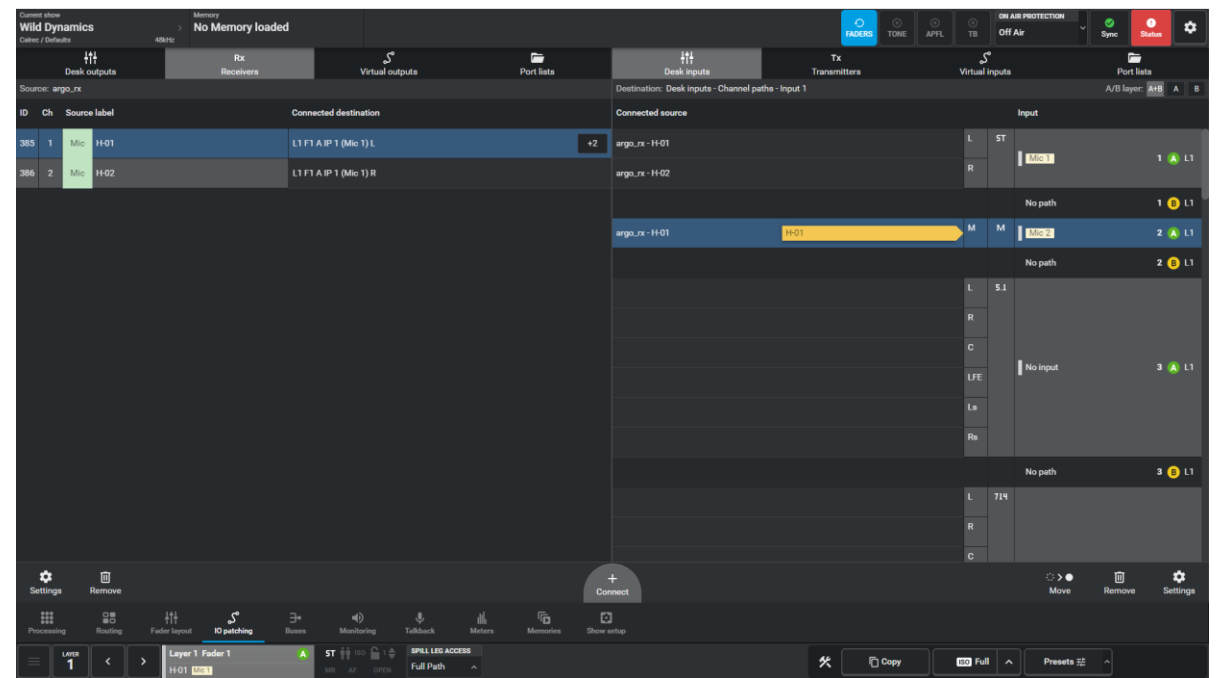 Current show
Wild Dynamics
Calrec / Defaults
48kHz
Memory
No Memory loaded
FADERS
TONE
APFL
TB
ON AIR PROTECTION
Off Air
Sync
Status
Desk outputs
Rx
Receivers
Virtual outputs
Port lists
Desk inputs
Tx
Transmitters
Virtual inputs
Port lists
Source: argo_rx
Destination: Desk inputs - Channel paths - Input 1
A/B layer: A+B A B
ID Ch Source label Connected destination
Connected source Input
385 1 Mic H-01 L1 F1 A IP 1 (Mic 1) L +2
386 2 Mic H-02 L1 F1 A IP 1 (Mic 1) R
argo_rx - H-01 L ST
Mic 1 1 A L1
argo_rx - H-02 R
No path 1 B L1
argo_rx - H-01 H-01 M M Mic 2 2 A L1
No path 2 B L1
L 5.1
R
C
No input 3 A L1
LFE
Ls
Rs
No path 3 B L1
L 714
R
C
Settings
Remove
+
Connect
Move
Remove
Settings
Processing
Routing
Fader layout
IO patching
Buses
Monitoring
Talkback
Meters
Memories
Show setup
LAYER
1
Layer 1 Fader 1 A
H-01 Mic 1
ST ISO 1
MR AF OPEN
SPILL LEG ACCESS
Full Path
Copy
ISO Full
Presets